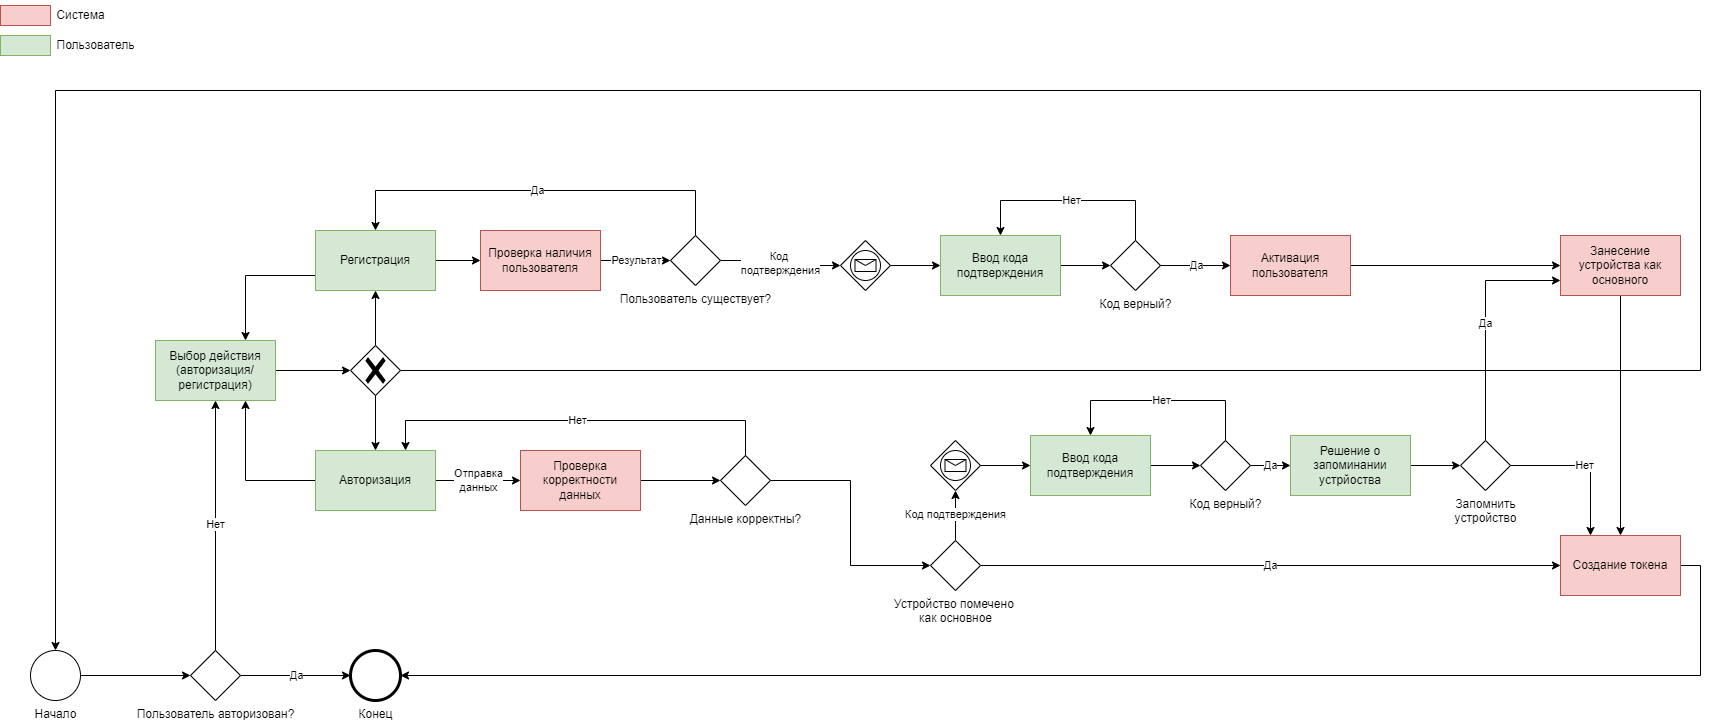 Система
Пользователь
Да
Нет
Регистрация
Проверка наличия
пользователя
Результат
Пользователь существует?
Код
подтверждения
Ввод кода
подтверждения
Код верный?
Да
Активация
пользователя
Занесение
устройства как
основного
Да
Выбор действия
(авторизация/
регистрация)
Нет
Нет
Авторизация
Отправка
данных
Проверка
корректности
данных
Данные корректны?
Ввод кода
подтверждения
Код верный?
Да
Решение о
запоминании
устрйоства
Запомнить
устройство
Нет
Код подтверждения
Нет
Устройство помечено
как основное
Да
Создание токена
Начало
Пользователь авторизован?
Да
Конец